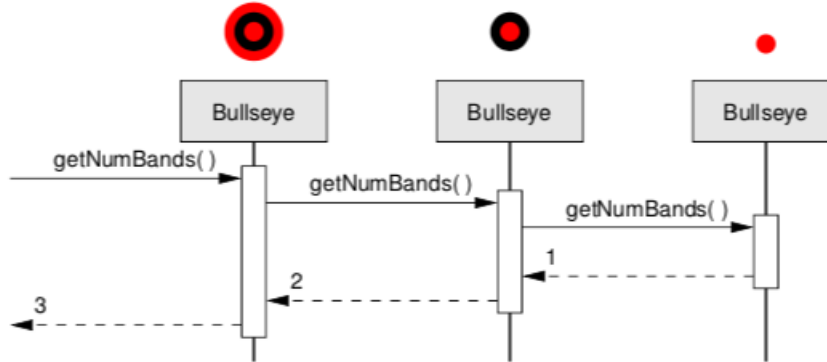 Bullseye
Bullseye
Bullseye
getNumBands( )
getNumBands( )
getNumBands( )
1
2
3